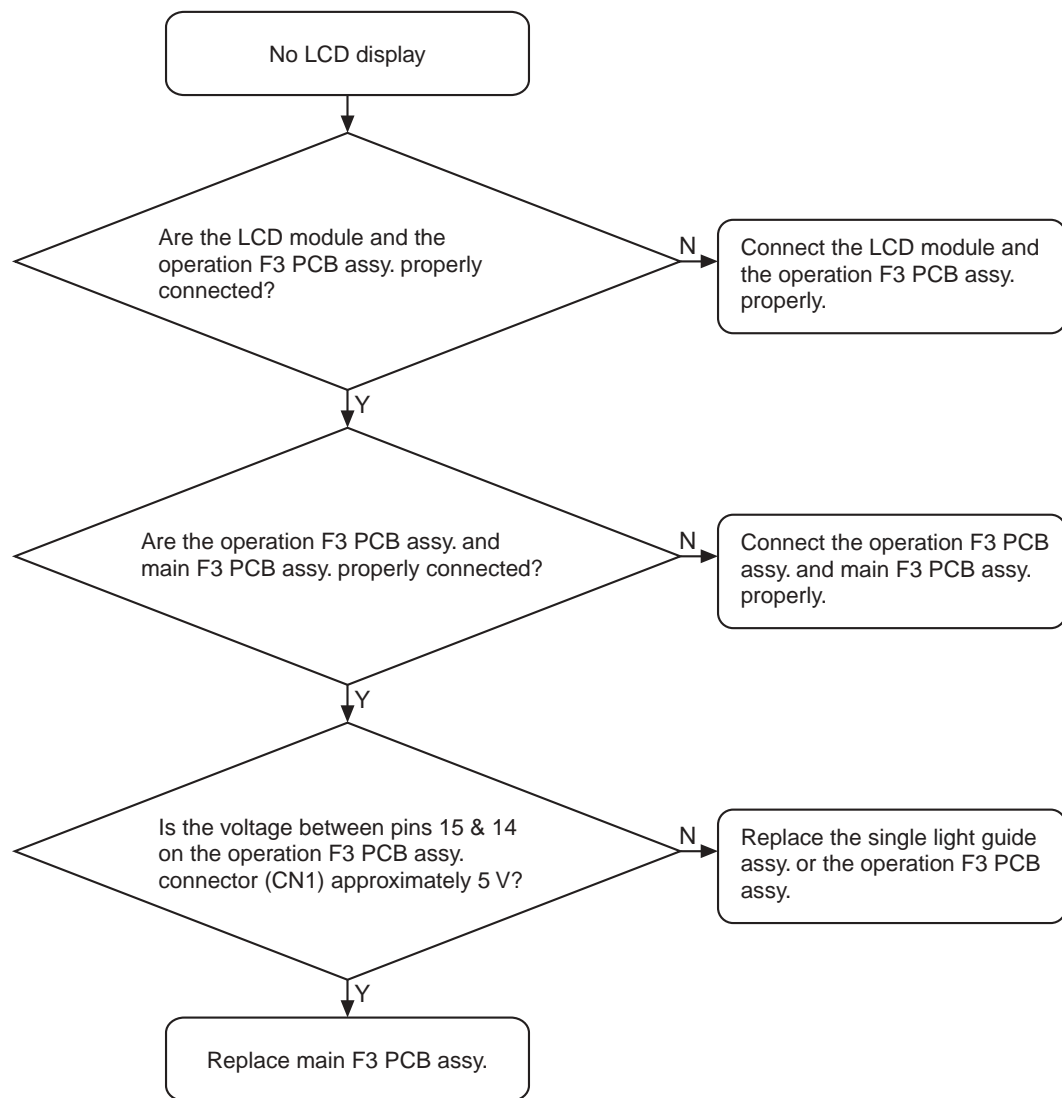 No LCD display
Are the LCD module and the
operation F3 PCB assy. properly
connected?
N
Connect the LCD module and
the operation F3 PCB assy.
properly.
Y
Are the operation F3 PCB assy. and
main F3 PCB assy. properly connected?
N
Connect the operation F3 PCB
assy. and main F3 PCB assy.
properly.
Y
Is the voltage between pins 15 & 14
on the operation F3 PCB assy.
connector (CN1) approximately 5 V?
N
Replace the single light guide
assy. or the operation F3 PCB
assy.
Y
Replace main F3 PCB assy.